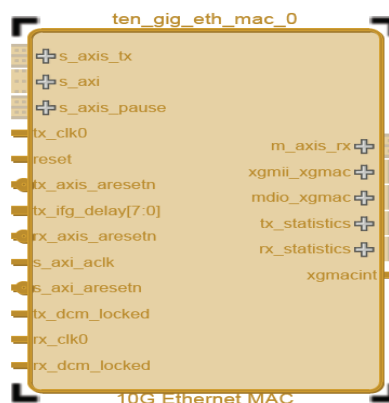 ten_gig_eth_mac_0
s_axis_tx
s_axi
s_axis_pause
tx_clk0
reset
tx_axis_aresetn
tx_ifg_delay[7:0]
rx_axis_aresetn
s_axi_aclk
s_axi_aresetn
tx_dcm_locked
rx_clk0
rx_dcm_locked
m_axis_rx
xgmii_xgmac
mdio_xgmac
tx_statistics
rx_statistics
xgmacint
10G Ethernet MAC